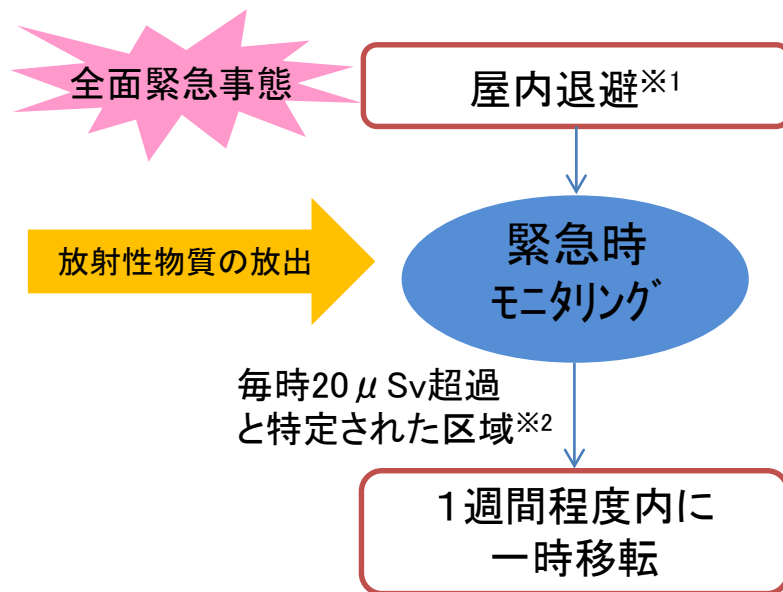 全面緊急事態
屋内退避※1
放射性物質の放出
緊急時
モニタリング
毎時20μSv超過
と特定された区域※2
1週間程度内に
一時移転